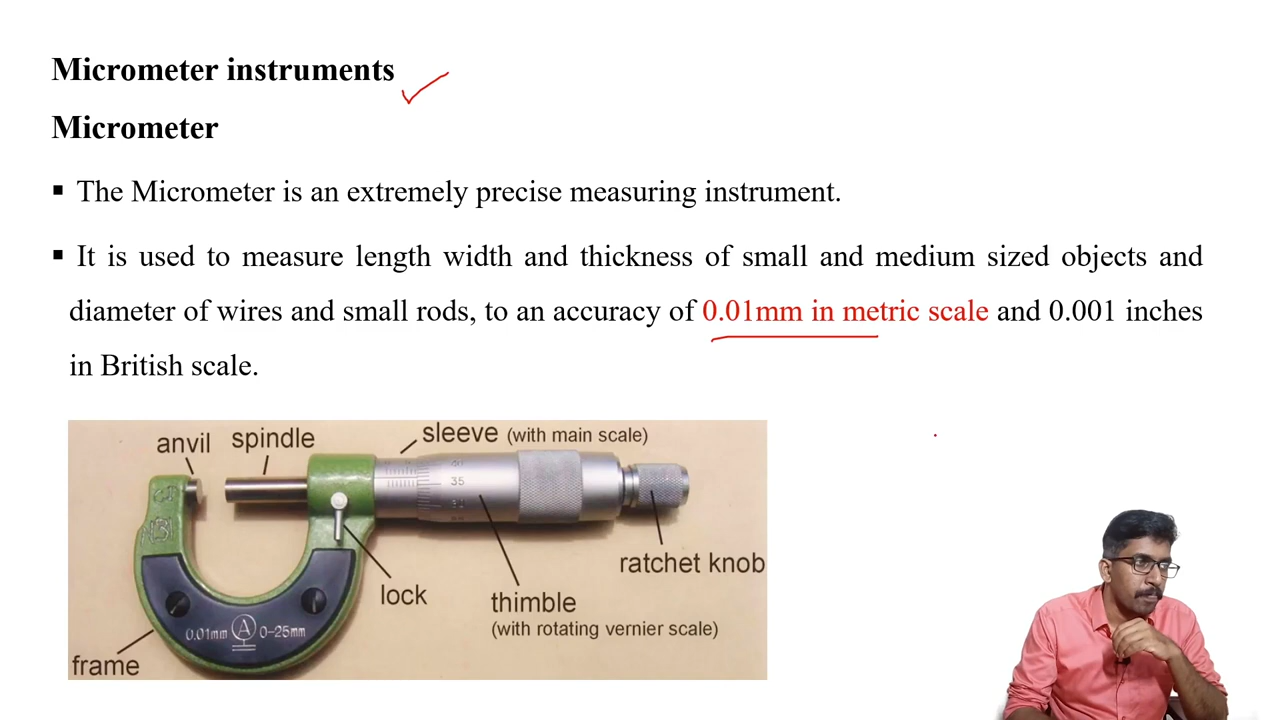 Micrometer instruments
Micrometer
▪ The Micrometer is an extremely precise measuring instrument.
▪ It is used to measure length width and thickness of small and medium sized objects and
diameter of wires and small rods, to an accuracy of 0.01mm in metric scale and 0.001 inches
in British scale.
anvil spindle sleeve (with main scale)
35
ratchet knob
lock
thimble
(with rotating vernier scale)
0.01mm A 0-25mm
frame